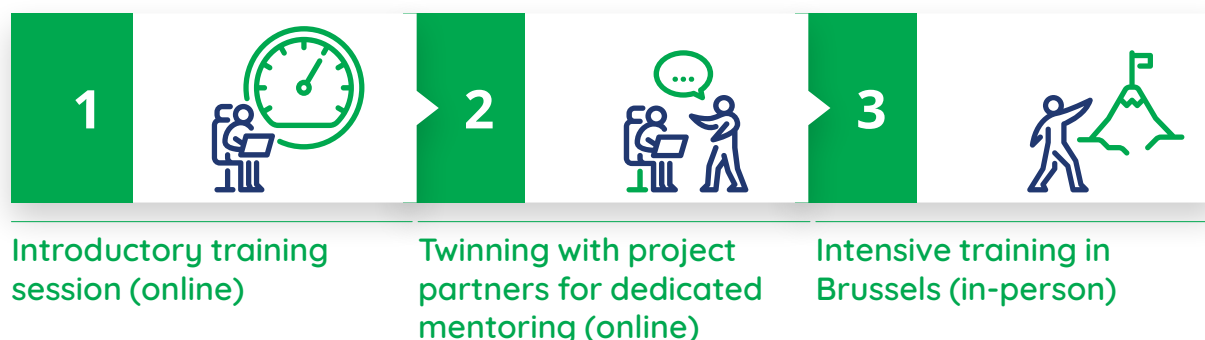 1
2
3
Introductory training
session (online)
Twinning with project
partners for dedicated
mentoring (online)
Intensive training in
Brussels (in-person)